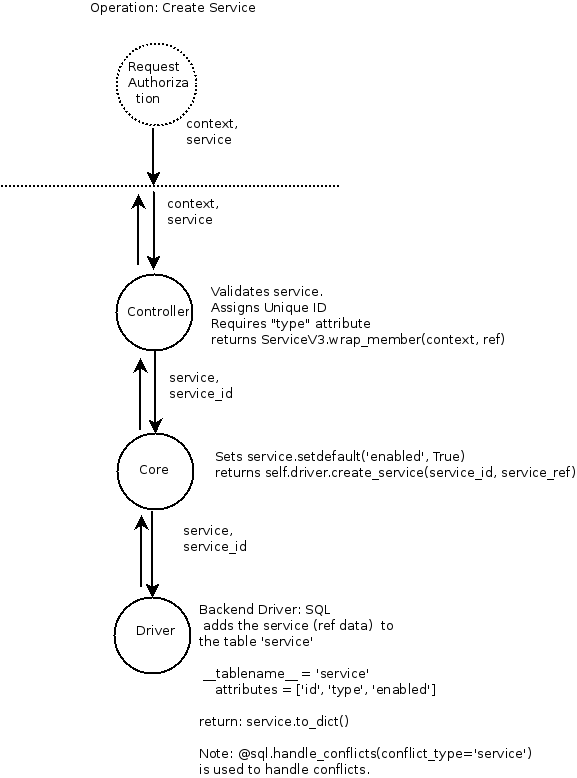 Operation: Create Service
Request
Authoriza
tion
context,
service
context,
service
Controller
Validates service.
Assigns Unique ID
Requires "type" attribute
returns ServiceV3.wrap_member(context, ref)
service,
service_id
Core
Sets service.setdefault('enabled', True)
returns self.driver.create_service(service_id, service_ref)
service,
service_id
Driver
Backend Driver: SQL
adds the service (ref data)  to
the table 'service'
__tablename__ = 'service'
attributes = ['id', 'type', 'enabled']
return: service.to_dict()
Note: @sql.handle_conflicts(conflict_type='service')
is used to handle conflicts.